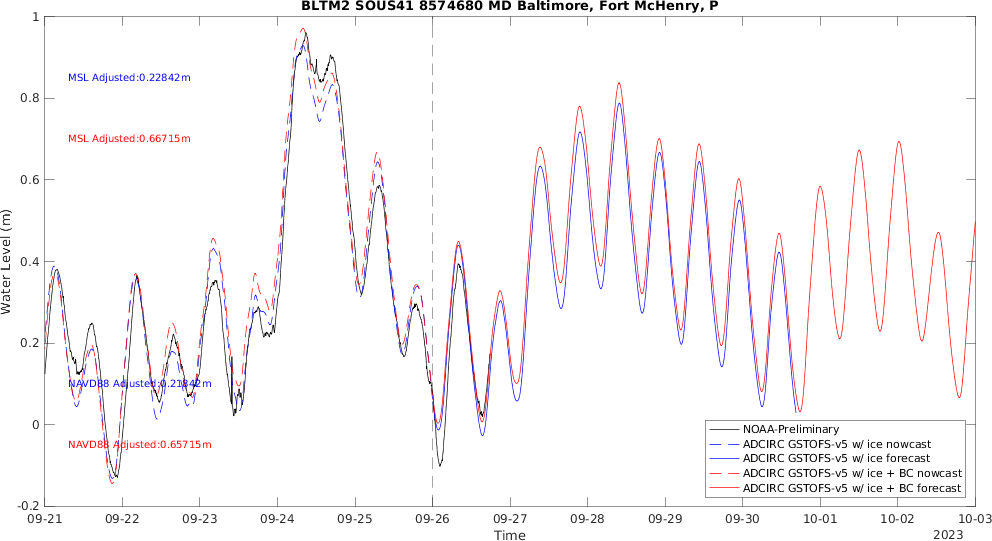 BLTM2 SOUS41 8574680 MD Baltimore, Fort McHenry, P
1
0.8
0.6
0.4
0.2
0
-0.2
Water Level (m)
MSL Adjusted:0.22842m
MSL Adjusted:0.66715m
NAVD88 Adjusted:0.21842m
NAVD88 Adjusted:0.65715m
NOAA-Preliminary
ADCIRC GSTOFS-v5 w/ ice nowcast
ADCIRC GSTOFS-v5 w/ ice forecast
ADCIRC GSTOFS-v5 w/ ice + BC nowcast
ADCIRC GSTOFS-v5 w/ ice + BC forecast
09-21 09-22 09-23 09-24 09-25 09-26 09-27 09-28 09-29 09-30 10-01 10-02 10-03
Time
2023